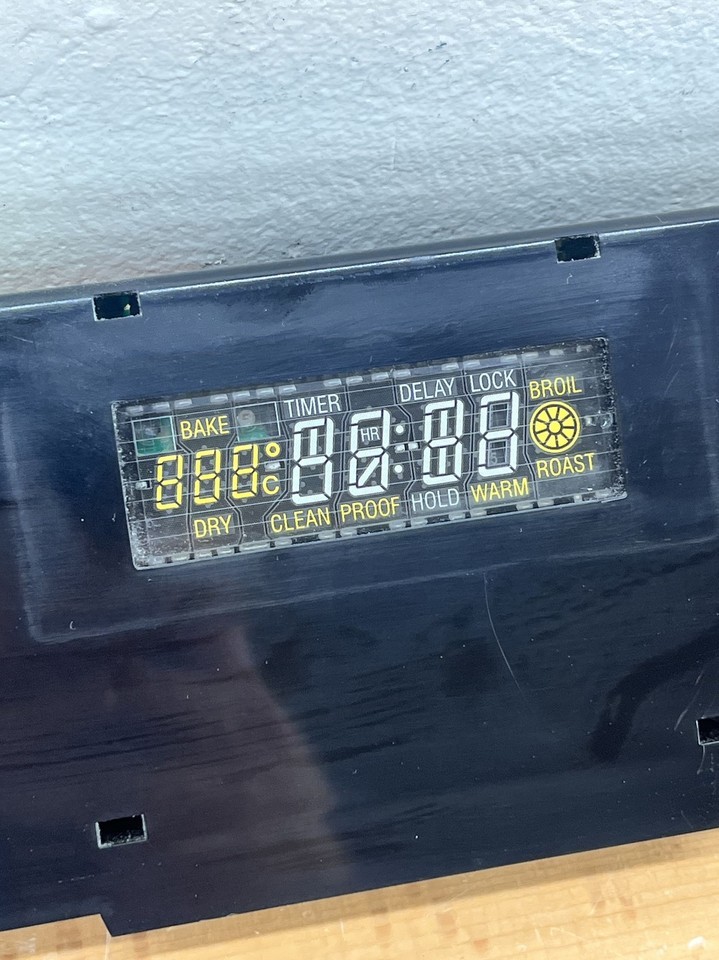 TIMER DELAY LOCK BROIL
BAKE
888°C HR 88:88
ROAST
DRY CLEAN PROOF HOLD WARM